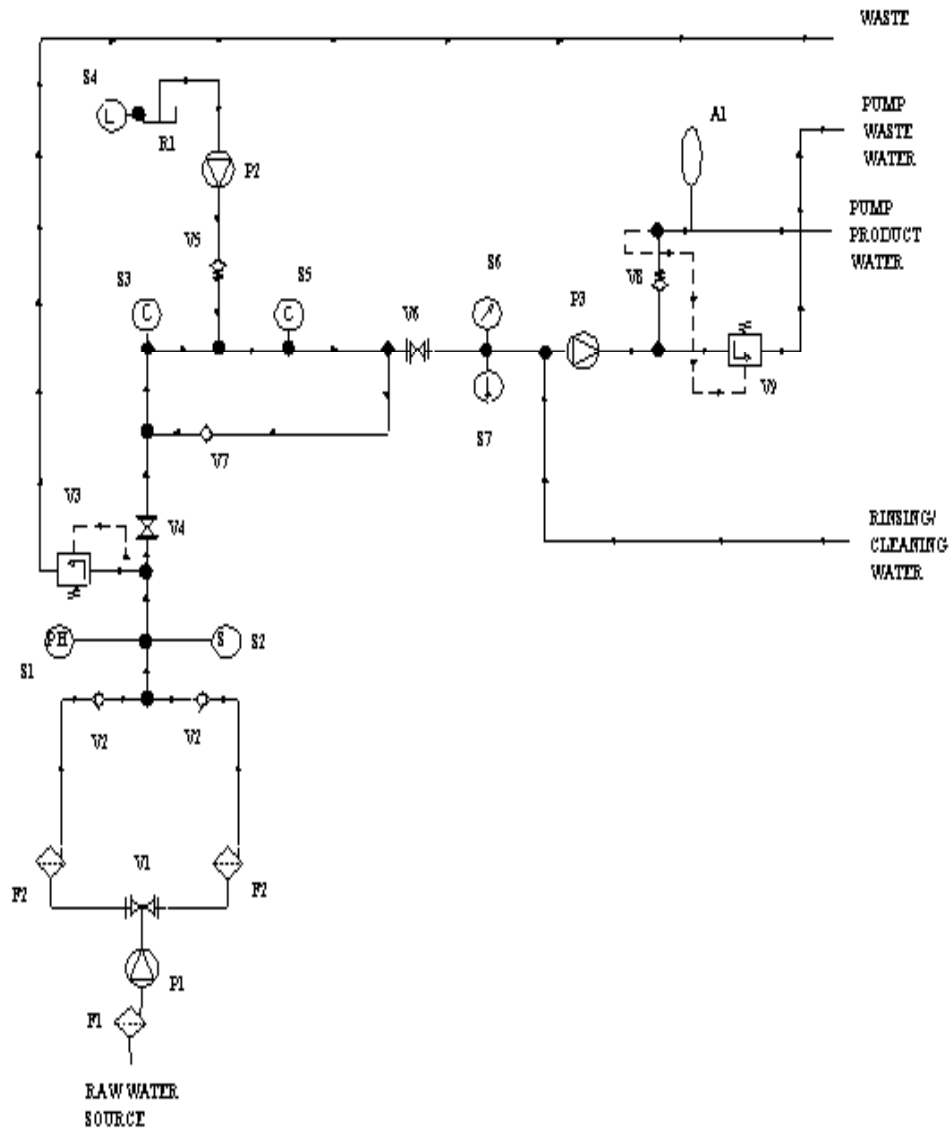 WASTE
S4
L
R1
A1
PUMP
WASTE
WATER
P2
PUMP
PRODUCT
WATER
V5
S3
S5
S6
V8
C
C
V6
P3
V9
S7
V7
V3
V4
RINSING/
CLEANING
WATER
PH
S
S2
S1
V2
V2
V1
F2
F2
P1
F1
RAW WATER
SOURCE